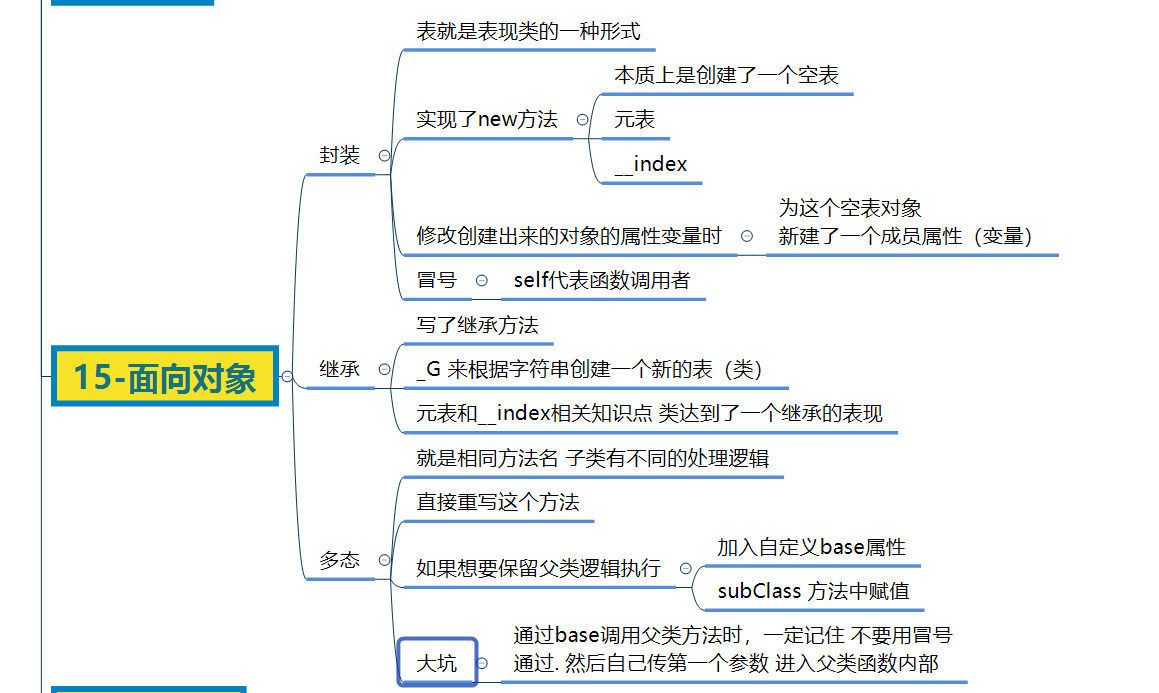 15-面向对象
封装
表就是表现类的一种形式
实现了new方法
本质上是创建了一个空表
元表
__index
修改创建出来的对象的属性变量时
为这个空表对象
新建了一个成员属性（变量）
冒号
self代表函数调用者
继承
写了继承方法
_G 来根据字符串创建一个新的表（类）
元表和__index相关知识点 类达到了一个继承的表现
多态
就是相同方法名 子类有不同的处理逻辑
直接重写这个方法
如果想要保留父类逻辑执行
加入自定义base属性
subClass 方法中赋值
大坑
通过base调用父类方法时，一定记住 不要用冒号
通过. 然后自己传第一个参数 进入父类函数内部